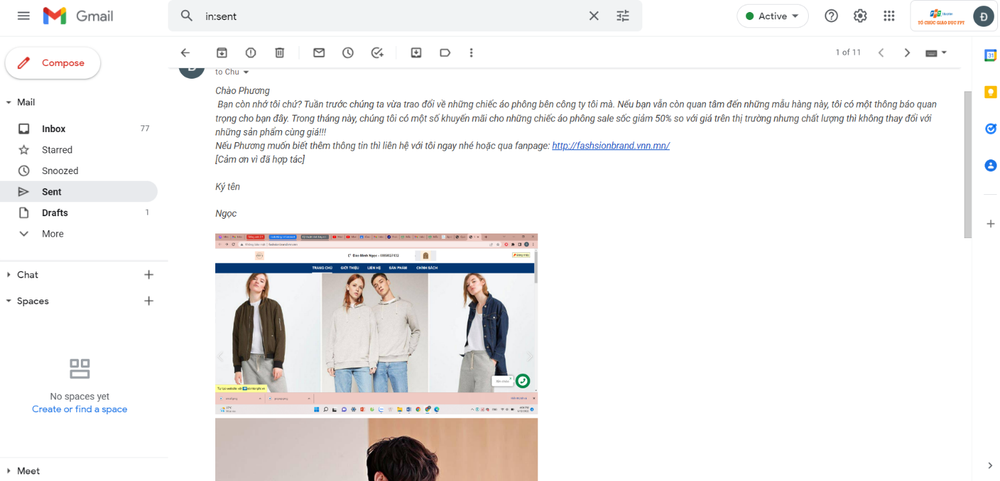 Gmail
in:sent
Active
FPT Education
TỔ CHỨC GIÁO DỤC FPT
Đ
Compose
1 of 11
31
to Chu
Mail
Chào Phương
Inbox 77
Bạn còn nhớ tôi chứ? Tuần trước chúng ta vừa trao đổi về những chiếc áo phông bên công ty tôi mà. Nếu bạn vẫn còn quan tâm đến những mẫu hàng này, tôi có một thông báo quan
trọng cho bạn đây. Trong tháng này, chúng tôi có một số khuyến mãi cho những chiếc áo phông sale sốc giảm 50% so với giá trên thị trường nhưng chất lượng thì không thay đổi với
những sản phẩm cùng giá!!!
Starred
Nếu Phương muốn biết thêm thông tin thì liên hệ với tôi ngay nhé hoặc qua fanpage: http://fashsionbrand.vnn.mn/
[Cảm ơn vì đã hợp tác]
Snoozed
Ký tên
Sent
Ngọc
Drafts 1
More
Chat
Spaces
No spaces yet
Create or find a space
Meet
Đào Minh Ngọc -
TRANG CHỦ GIỚI THIỆU LIÊN HỆ SẢN PHẨM CHÍNH SÁCH